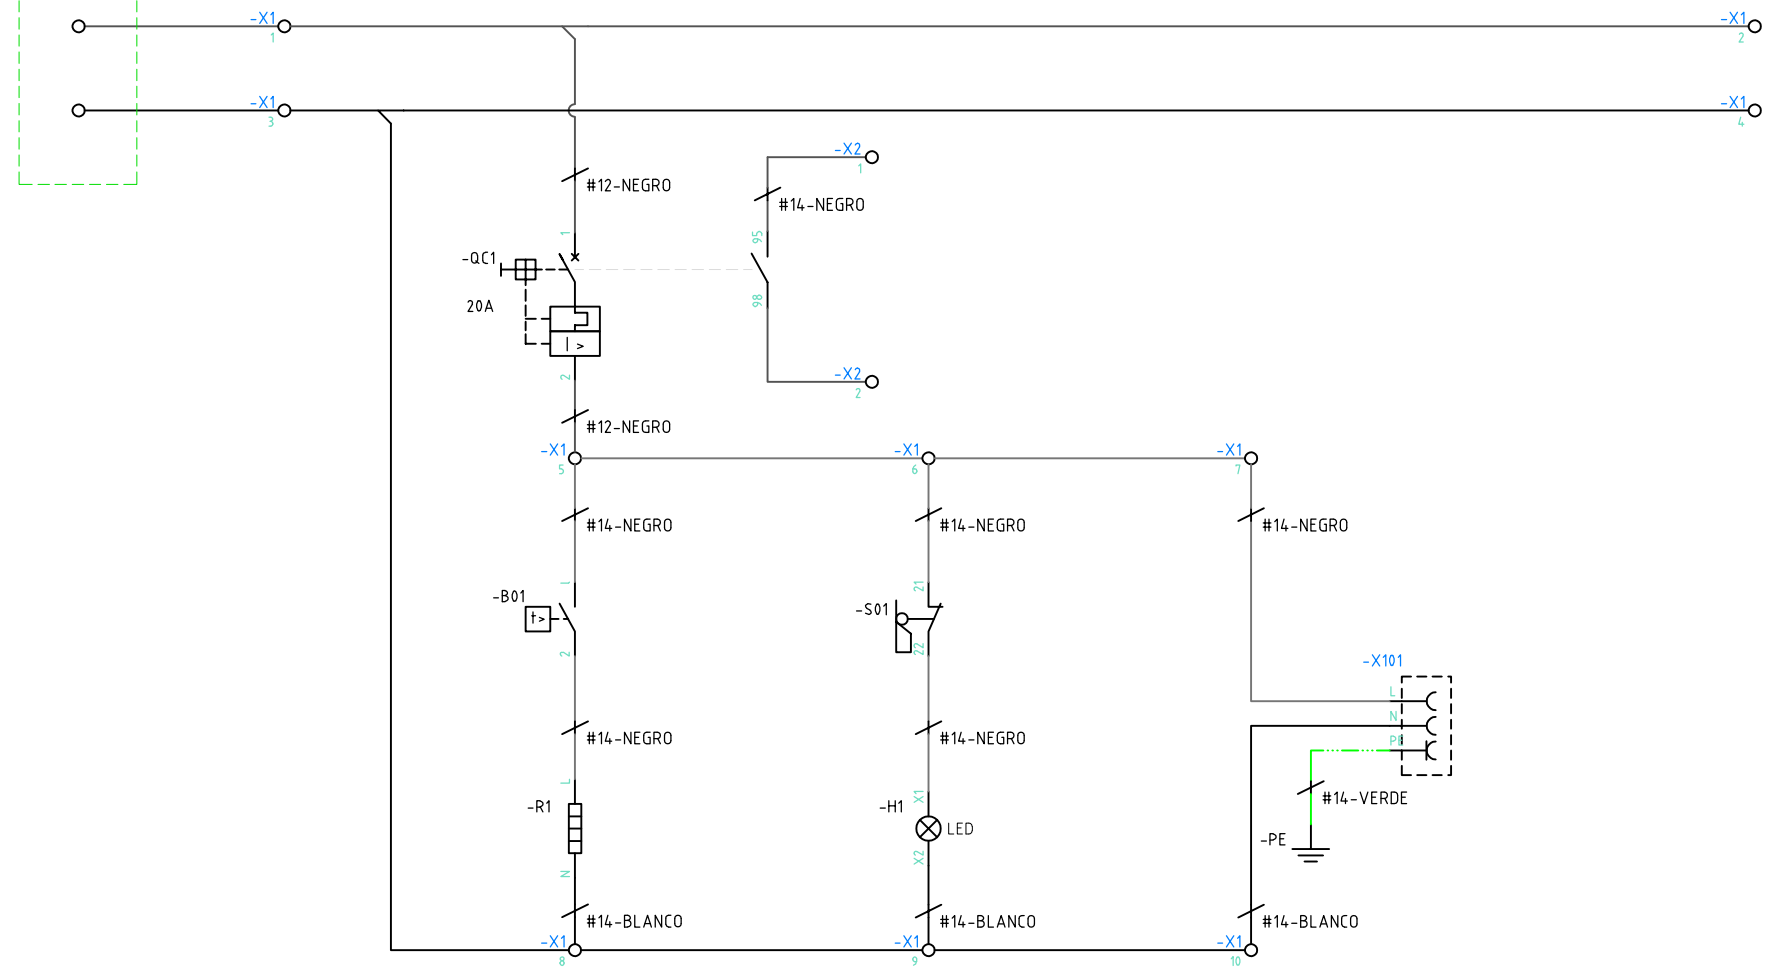 -X1
1
-X1
2
-X1
3
-X1
4
-X2
1
#12-NEGRO
#14-NEGRO
1
95
-QC1
20A
98
I >
2
-X2
2
#12-NEGRO
-X1
5
-X1
6
-X1
7
#14-NEGRO
#14-NEGRO
#14-NEGRO
1
21
-B01
t>
-S01
2
22
-X101
L
N
PE
#14-NEGRO
#14-NEGRO
L
X1
-R1
-H1
LED
#14-VERDE
-PE
X2
N
#14-BLANCO
#14-BLANCO
#14-BLANCO
-X1
8
-X1
9
-X1
10